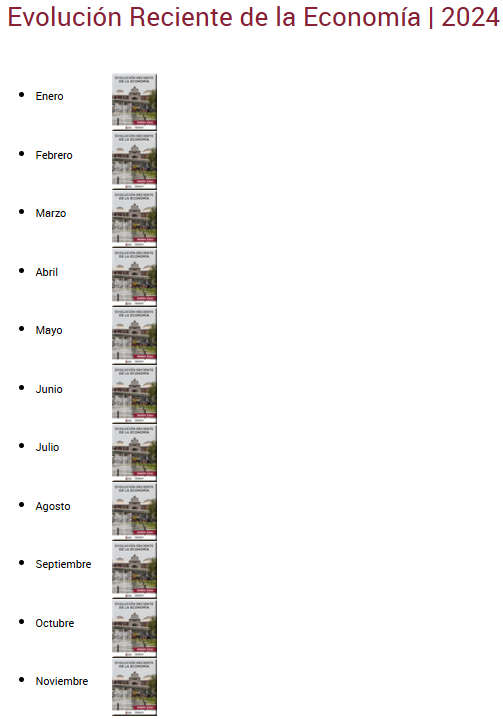 Evolución Reciente de la Economía | 2024
Enero
EVOLUCIÓN RECIENTE
DE LA ECONOMÍA
Febrero
EVOLUCIÓN RECIENTE
DE LA ECONOMÍA
Marzo
EVOLUCIÓN RECIENTE
DE LA ECONOMÍA
Abril
EVOLUCIÓN RECIENTE
DE LA ECONOMÍA
Mayo
EVOLUCIÓN RECIENTE
DE LA ECONOMÍA
Junio
EVOLUCIÓN RECIENTE
DE LA ECONOMÍA
Julio
EVOLUCIÓN RECIENTE
DE LA ECONOMÍA
Agosto
EVOLUCIÓN RECIENTE
DE LA ECONOMÍA
Septiembre
EVOLUCIÓN RECIENTE
DE LA ECONOMÍA
Octubre
EVOLUCIÓN RECIENTE
DE LA ECONOMÍA
Noviembre
EVOLUCIÓN RECIENTE
DE LA ECONOMÍA